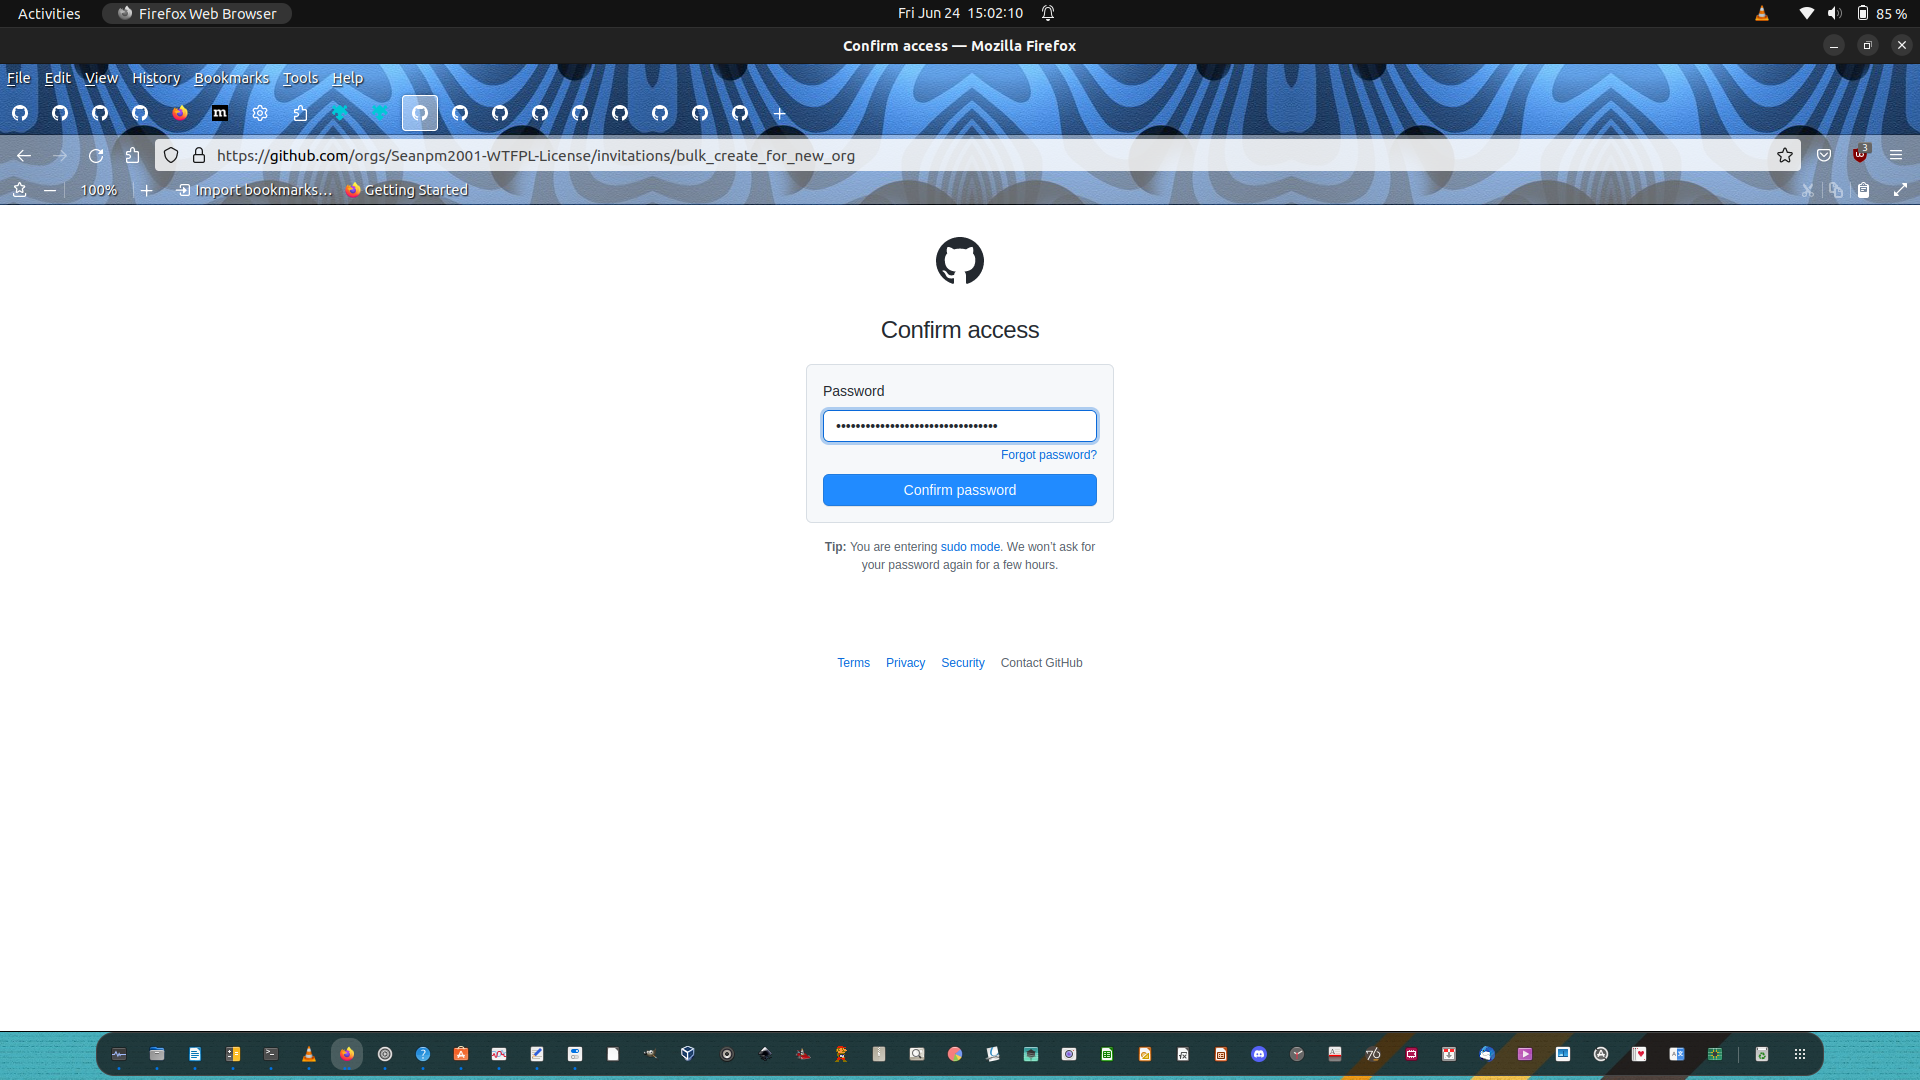 Activities
Firefox Web Browser
Fri Jun 24 15:02:10
85 %
Confirm access — Mozilla Firefox
File Edit View History Bookmarks Tools Help
m
https://github.com/orgs/Seanpm2001-WTFPL-License/invitations/bulk_create_for_new_org
3
100%
Import bookmarks…
Getting Started
Confirm access
Password
••••••••••••••••••••••••••••••••••
Forgot password?
Confirm password
Tip: You are entering sudo mode. We won't ask for
your password again for a few hours.
Terms Privacy Security Contact GitHub
76